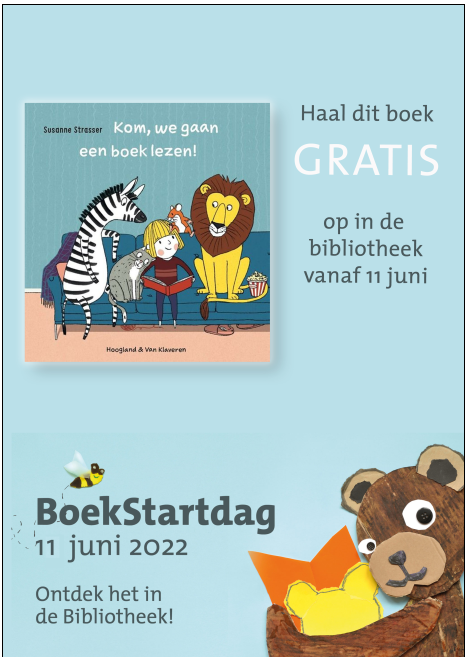 Susanne Strasser Kom, we gaan
een boek lezen!
Hoogland & Van Klaveren
Haal dit boek
GRATIS
op in de
bibliotheek
vanaf 11 juni
BoekStartdag
11 juni 2022
Ontdek het in
de Bibliotheek!